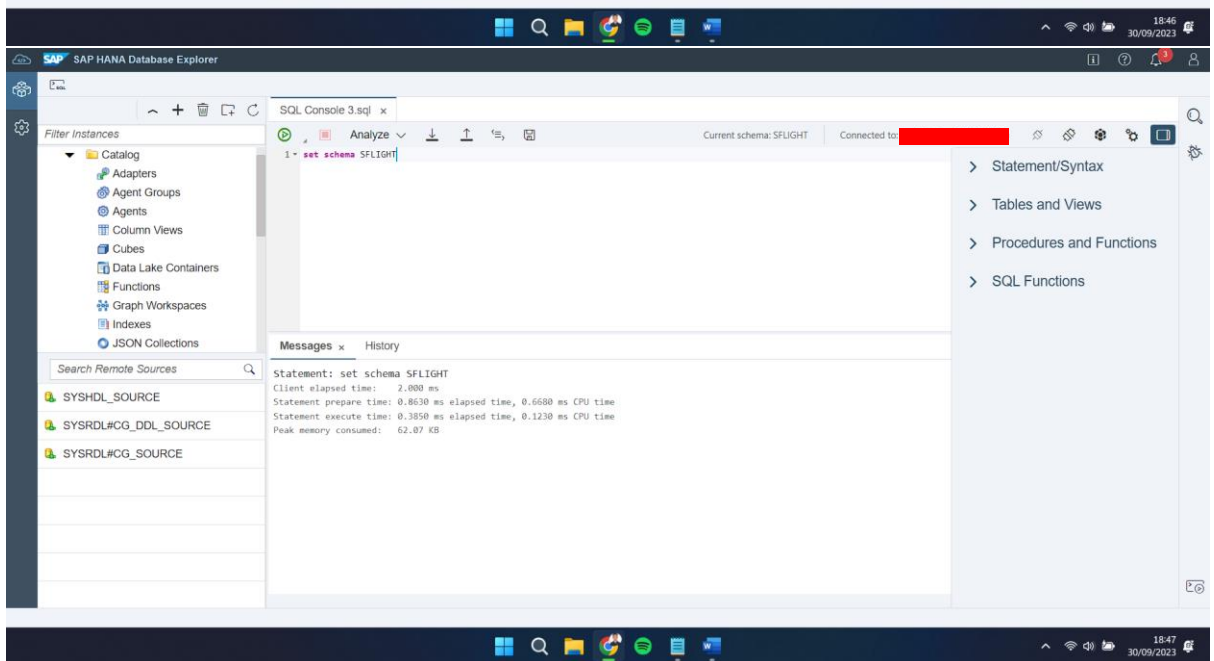 18:46
30/09/2023
SAP SAP HANA Database Explorer
3
SQL Console 3.sql ×
Filter Instances
Analyze
Current schema: SFLIGHT
Connected to:
1 set schema SFLIGHT
Catalog
Adapters
Agent Groups
Agents
Column Views
Cubes
Data Lake Containers
Functions
Graph Workspaces
Indexes
JSON Collections
Statement/Syntax
Tables and Views
Procedures and Functions
SQL Functions
Search Remote Sources
SYSHDL_SOURCE
SYSRDL#CG_DDL_SOURCE
SYSRDL#CG_SOURCE
Messages × History
Statement: set schema SFLIGHT
Client elapsed time: 2.000 ms
Statement prepare time: 0.8630 ms elapsed time, 0.6680 ms CPU time
Statement execute time: 0.3850 ms elapsed time, 0.1230 ms CPU time
Peak memory consumed: 62.07 KB
18:47
30/09/2023